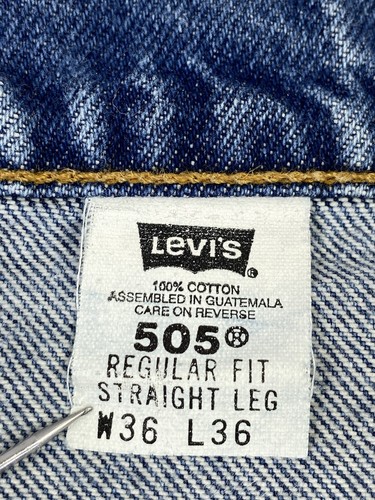 LEVI'S ®
100% COTTON
ASSEMBLED IN GUATEMALA
CARE ON REVERSE
505®
REGULAR FIT
STRAIGHT LEG
W36 L36